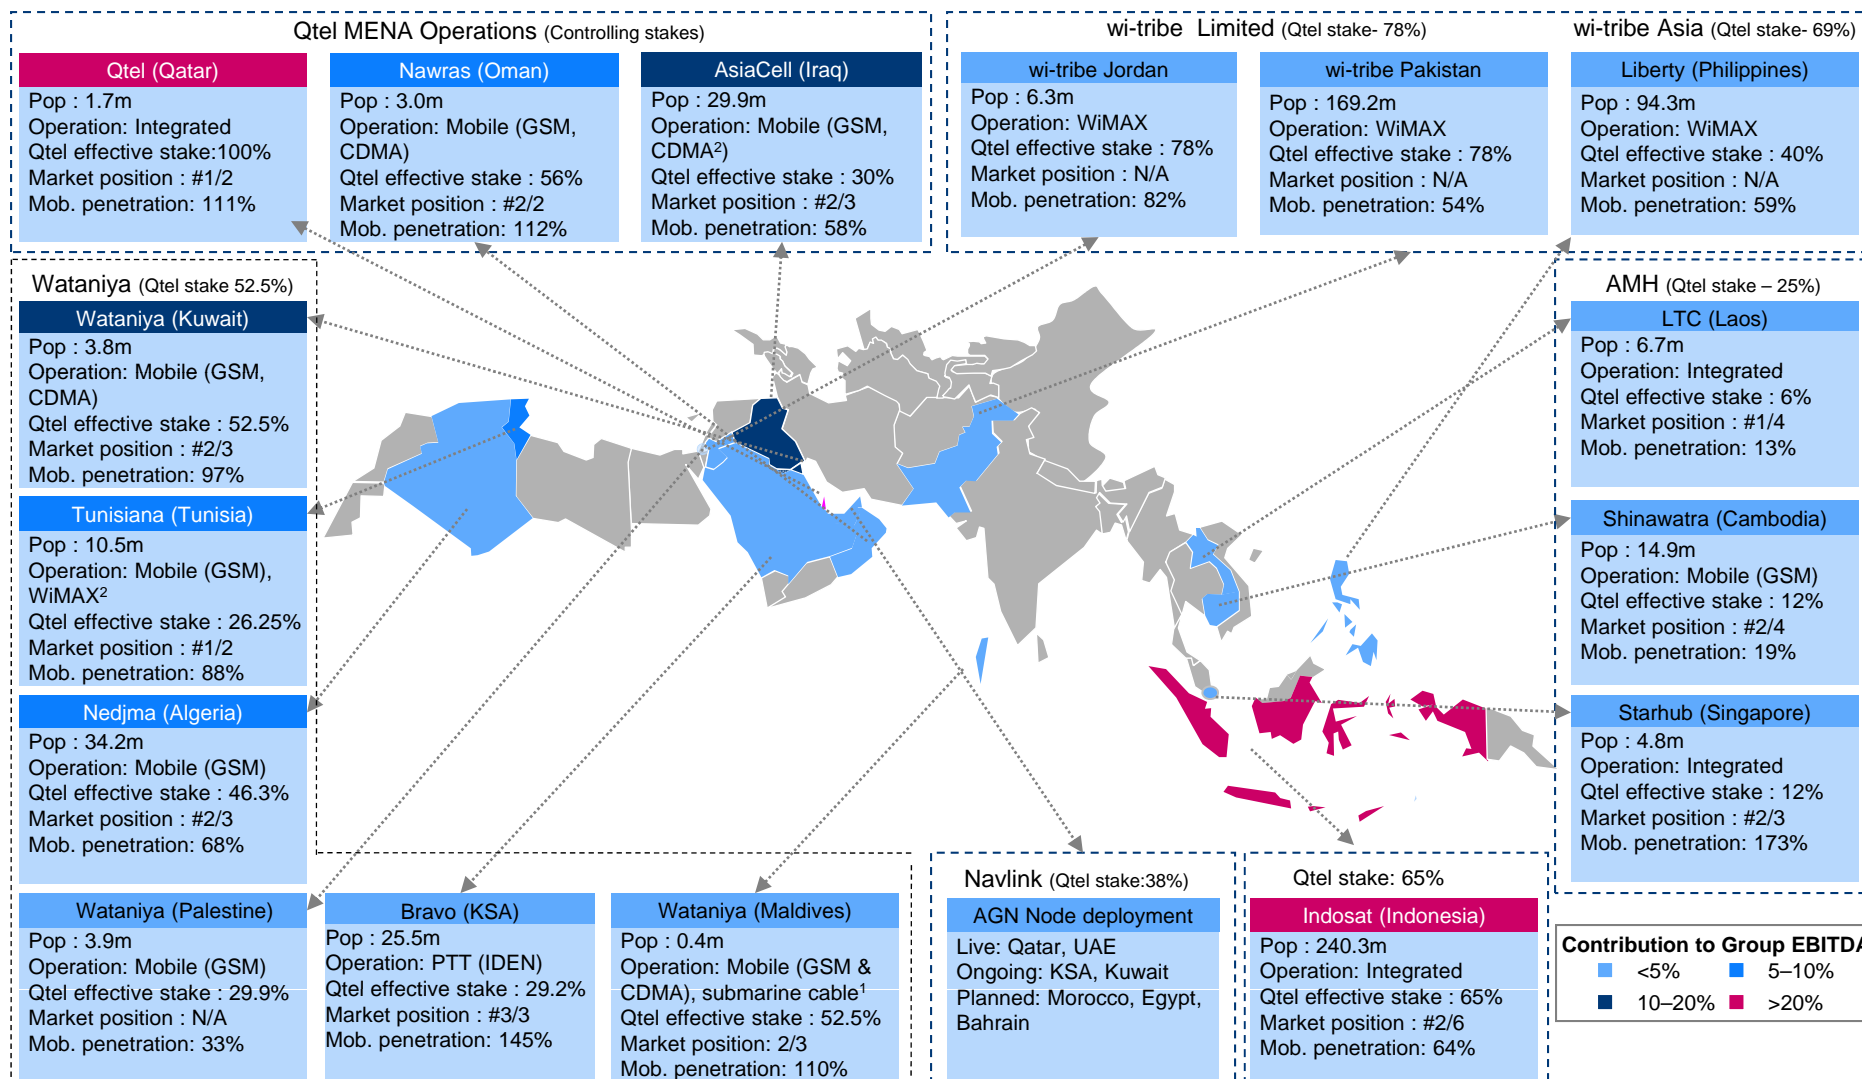 Qtel MENA Operations (Controlling stakes)
Qtel (Qatar)
Pop : 1.7m
Operation: Integrated
Qtel effective stake:100%
Market position : #1/2
Mob. penetration: 111%
Nawras (Oman)
Pop : 3.0m
Operation: Mobile (GSM,
CDMA)
Qtel effective stake : 56%
Market position : #2/2
Mob. penetration: 112%
AsiaCell (Iraq)
Pop : 29.9m
Operation: Mobile (GSM,
CDMA²)
Qtel effective stake : 30%
Market position : #2/3
Mob. penetration: 58%
wi-tribe Limited (Qtel stake- 78%)
wi-tribe Jordan
Pop : 6.3m
Operation: WiMAX
Qtel effective stake : 78%
Market position : N/A
Mob. penetration: 82%
wi-tribe Pakistan
Pop : 169.2m
Operation: WiMAX
Qtel effective stake : 78%
Market position : N/A
Mob. penetration: 54%
wi-tribe Asia (Qtel stake- 69%)
Liberty (Philippines)
Pop : 94.3m
Operation: WiMAX
Qtel effective stake : 40%
Market position : N/A
Mob. penetration: 59%
Wataniya (Qtel stake 52.5%)
Wataniya (Kuwait)
Pop : 3.8m
Operation: Mobile (GSM,
CDMA)
Qtel effective stake : 52.5%
Market position : #2/3
Mob. penetration: 97%
Tunisiana (Tunisia)
Pop : 10.5m
Operation: Mobile (GSM),
WiMAX²
Qtel effective stake : 26.25%
Market position : #1/2
Mob. penetration: 88%
Nedjma (Algeria)
Pop : 34.2m
Operation: Mobile (GSM)
Qtel effective stake : 46.3%
Market position : #2/3
Mob. penetration: 68%
Wataniya (Palestine)
Pop : 3.9m
Operation: Mobile (GSM)
Qtel effective stake : 29.9%
Market position : N/A
Mob. penetration: 33%
Bravo (KSA)
Pop : 25.5m
Operation: PTT (IDEN)
Qtel effective stake : 29.2%
Market position : #3/3
Mob. penetration: 145%
Wataniya (Maldives)
Pop : 0.4m
Operation: Mobile (GSM &
CDMA), submarine cable¹
Qtel effective stake : 52.5%
Market position: 2/3
Mob. penetration: 110%
Navlink (Qtel stake:38%)
AGN Node deployment
Live: Qatar, UAE
Ongoing: KSA, Kuwait
Planned: Morocco, Egypt,
Bahrain
Qtel stake: 65%
Indosat (Indonesia)
Pop : 240.3m
Operation: Integrated
Qtel effective stake : 65%
Market position : #2/6
Mob. penetration: 64%
AMH (Qtel stake – 25%)
LTC (Laos)
Pop : 6.7m
Operation: Integrated
Qtel effective stake : 6%
Market position : #1/4
Mob. penetration: 13%
Shinawatra (Cambodia)
Pop : 14.9m
Operation: Mobile (GSM)
Qtel effective stake : 12%
Market position : #2/4
Mob. penetration: 19%
Starhub (Singapore)
Pop : 4.8m
Operation: Integrated
Qtel effective stake : 12%
Market position : #2/3
Mob. penetration: 173%
Contribution to Group EBITDA
<5% 5–10%
10–20% >20%